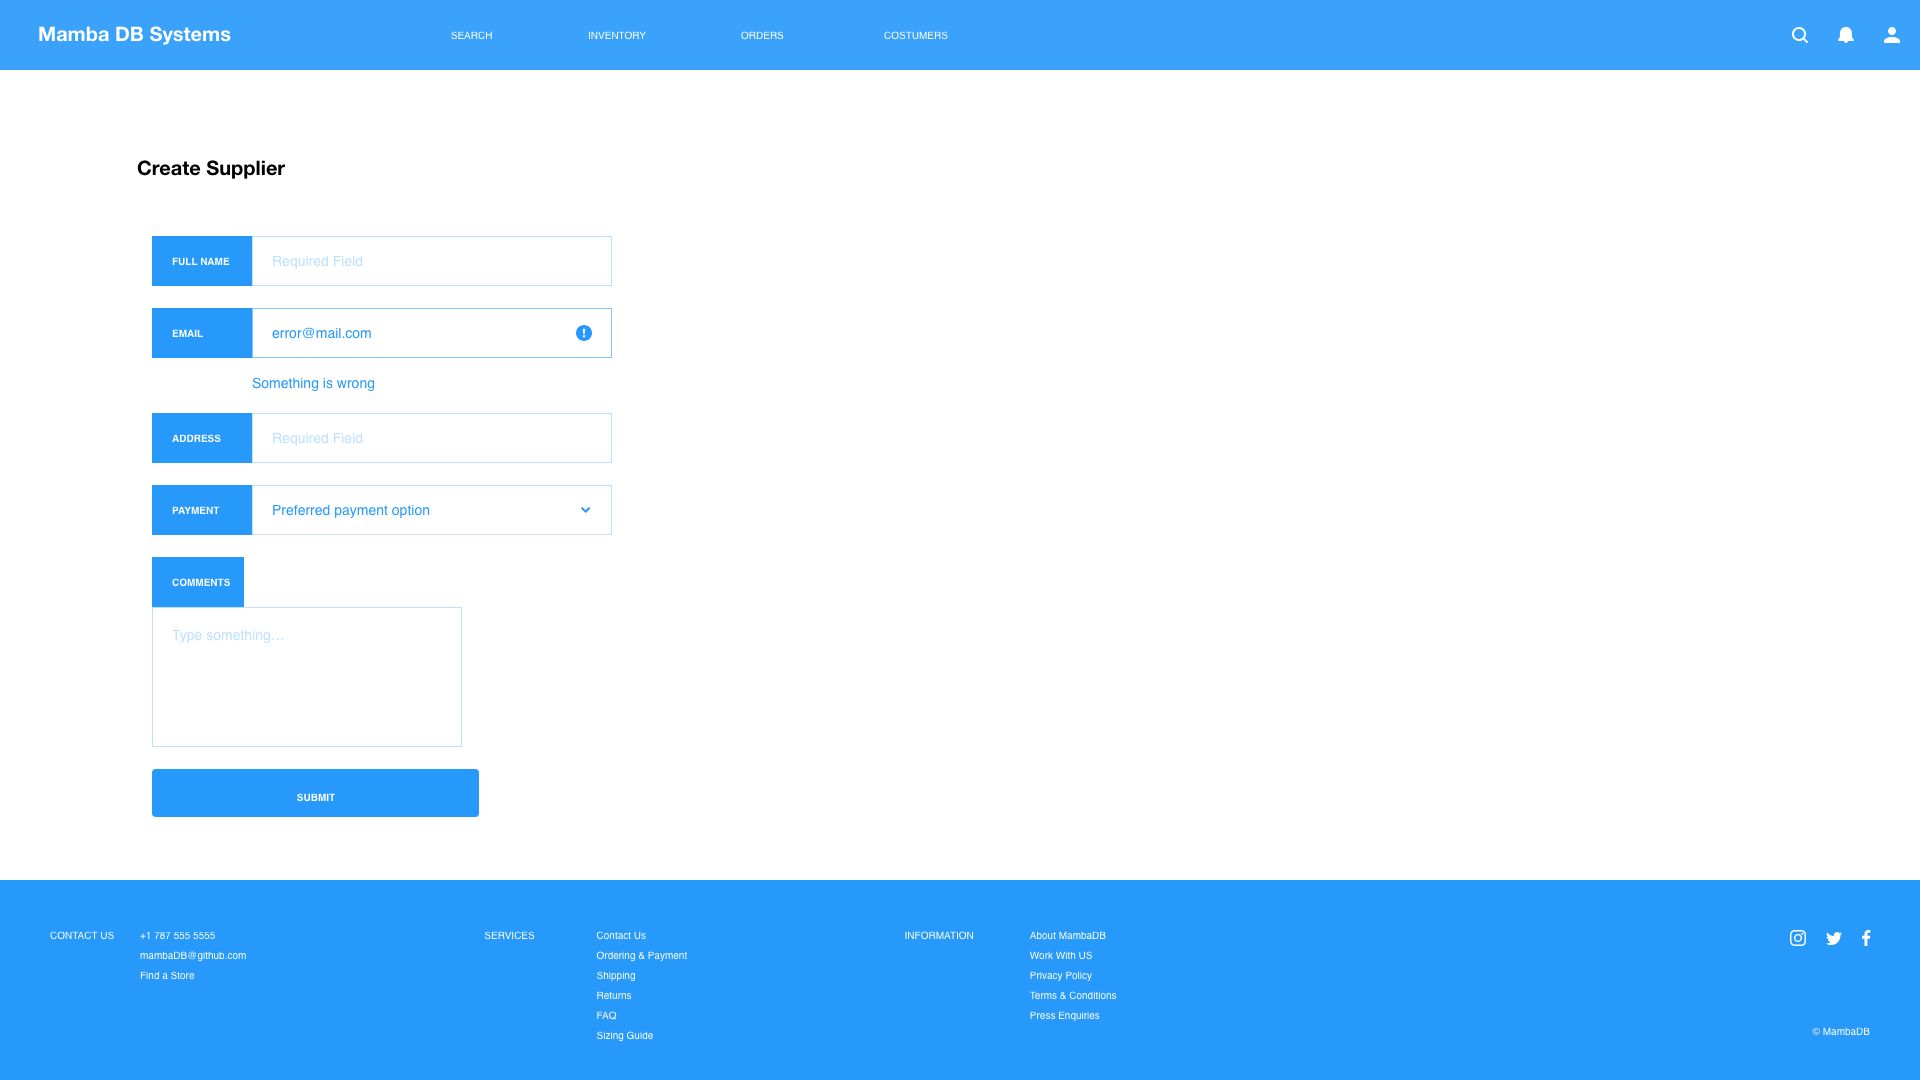 Mamba DB Systems
SEARCH
INVENTORY
ORDERS
COSTUMERS
Create Supplier
FULL NAME
Required Field
EMAIL
error@mail.com
Something is wrong
ADDRESS
Required Field
PAYMENT
Preferred payment option
COMMENTS
Type something…
SUBMIT
CONTACT US
+1 787 555 5555
mambaDB@github.com
Find a Store
SERVICES
Contact Us
Ordering & Payment
Shipping
Returns
FAQ
Sizing Guide
INFORMATION
About MambaDB
Work With US
Privacy Policy
Terms & Conditions
Press Enquiries
© MambaDB